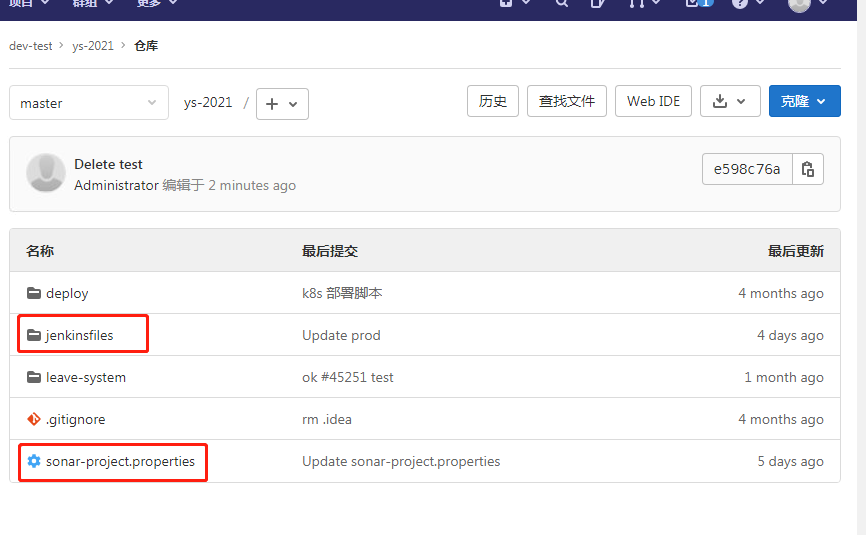 项目 群组 更多 1
dev-test > ys-2021 > 仓库
master ys-2021 / + 历史 查找文件 Web IDE 克隆
Delete test
Administrator 编辑于 2 minutes ago e598c76a
名称 最后提交 最后更新
deploy k8s 部署脚本 4 months ago
jenkinsfiles Update prod 4 days ago
leave-system ok #45251 test 1 month ago
.gitignore rm .idea 4 months ago
sonar-project.properties Update sonar-project.properties 5 days ago